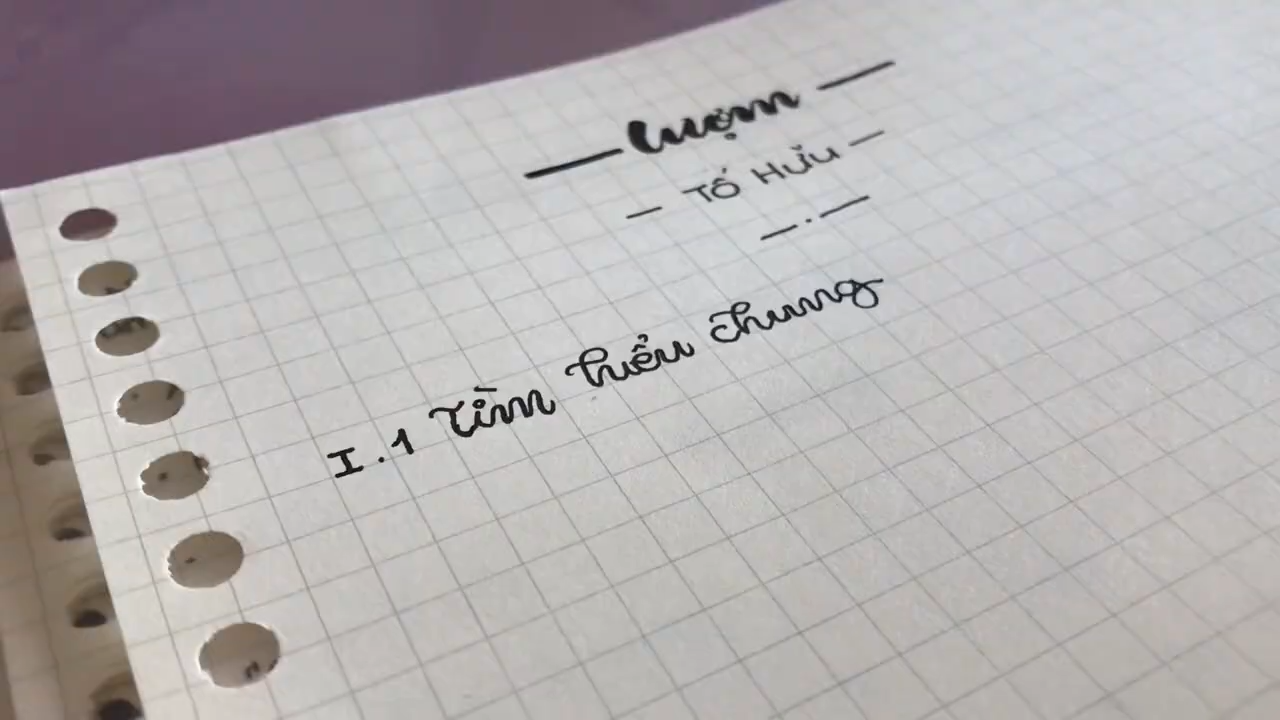 Lượm
- Tố Hữu -
I.1 Tìm hiểu chung